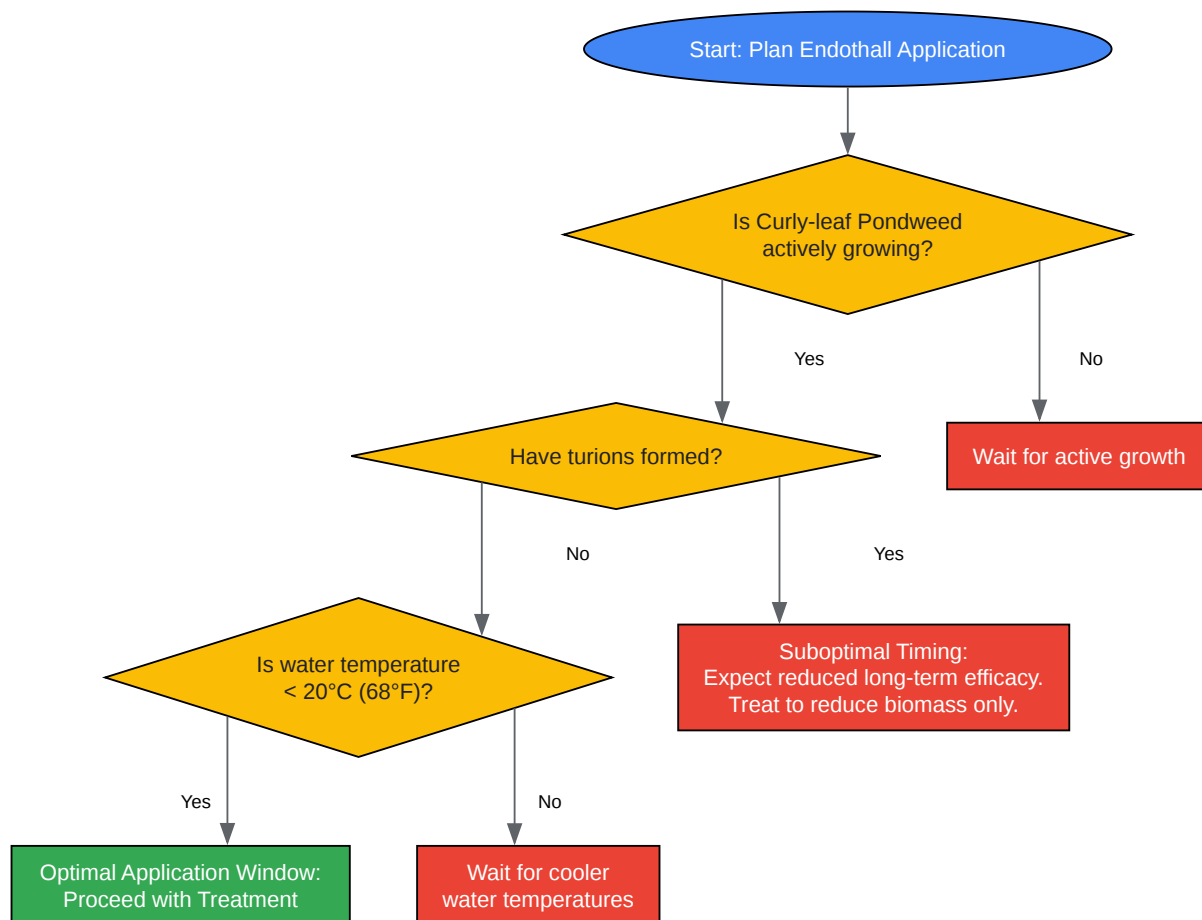 Start: Plan Endothall Application
Is Curly-leaf Pondweed
actively growing?
Yes
No
Have turions formed?
Wait for active growth
No
Yes
Is water temperature
< 20°C (68°F)?
Suboptimal Timing:
Expect reduced long-term efficacy.
Treat to reduce biomass only.
Yes
No
Optimal Application Window:
Proceed with Treatment
Wait for cooler
water temperatures